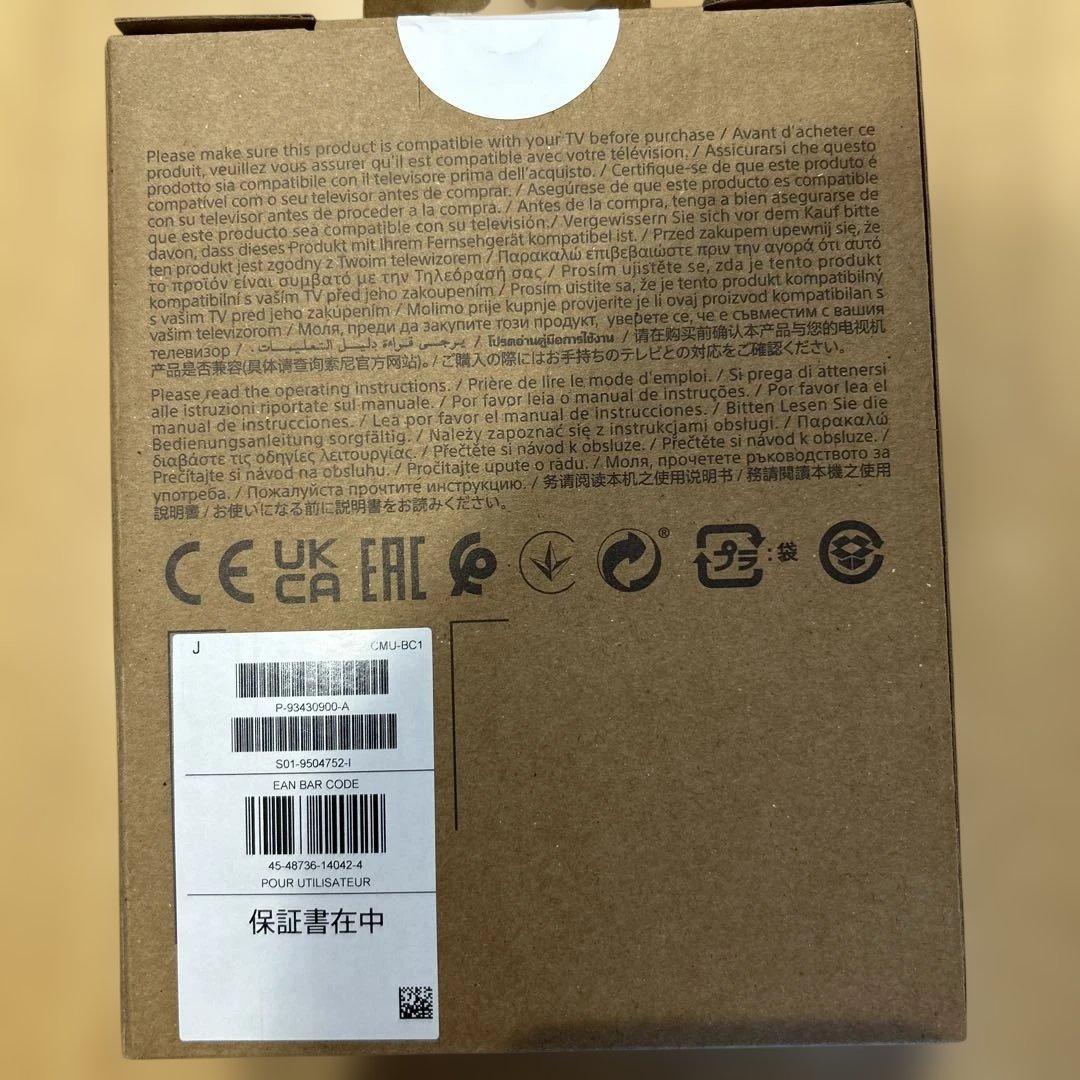 Please make sure this product is compatible with your TV before purchase / Avant d'acheter ce
produit, veuillez vous assurer qu'il est compatible avec votre télévision. / Assicurarsi che questo
prodotto sia compatibile con il televisore prima dell'acquisto. / Certifique-se de que este produto é
compatível com o seu televisor antes de comprar. / Asegúrese de que este producto es compatible
con su televisor antes de proceder a la compra. / Antes de la compra, tenga a bien asegurarse de
que este producto sea compatible con su televisión./ Vergewissern Sie sich vor dem Kauf bitte
davon, dass dieses Produkt mit Ihrem Fernsehgerät kompatibel ist. / Przed zakupem upewnij się, że
ten produkt jest zgodny z Twoim telewizorem / Παρακαλώ επιβεβαιώστε πριν την αγορά ότι αυτό
το προϊόν είναι συμβατό με την Τηλεόρασή σας / Prosím ujistěte se, zda je tento produkt
kompatibilní s vaším TV před jeho zakoupením / Prosím uistite sa, že je tento produkt kompatibilný
s vašim TV pred jeho zakúpením / Molimo prije kupnje provjerite je li ovaj proizvod kompatibilan s
vašim televizorom / Моля, преди да закупите този продукт, уверете се, че е съвместим с вашия
телевизор / يرجى قراءة دليل التعليمات. / โปรดอ่านคู่มือการใช้งาน / 请在购买前确认本产品与您的电视机
产品是否兼容(具体请查询索尼官方网站)。/ ご購入の際にはお手持ちのテレビとの対応をご確認ください。
Please read the operating instructions. / Prière de lire le mode d'emploi. / Si prega di attenersi
alle istruzioni riportate sul manuale. / Por favor leia o manual de instruções. / Por favor lea el
manual de instrucciones. / Lea por favor el manual de instrucciones. / Bitten Lesen Sie die
Bedienungsanleitung sorgfältig. / Należy zapoznać się z instrukcjami obsługi. / Παρακαλώ
διαβάστε τις οδηγίες λειτουργίας. / Přečtěte si návod k obsluze. / Přečtěte si návod k obsluze. /
Prečítajte si návod na obsluhu. / Pročitajte upute o radu. / Моля, прочетете ръководството за
употреба. / Пожалуйста прочтите инструкцию. / 务请阅读本机之使用说明书 / 務請閱讀本機之使用
說明書 / お使いになる前に説明書をお読みください。
CE UKCA EAC ® プラ : 袋
J CMU-BC1
P-93430900-A
S01-9504752-I
EAN BAR CODE
45-48736-14042-4
POUR UTILISATEUR
保証書在中